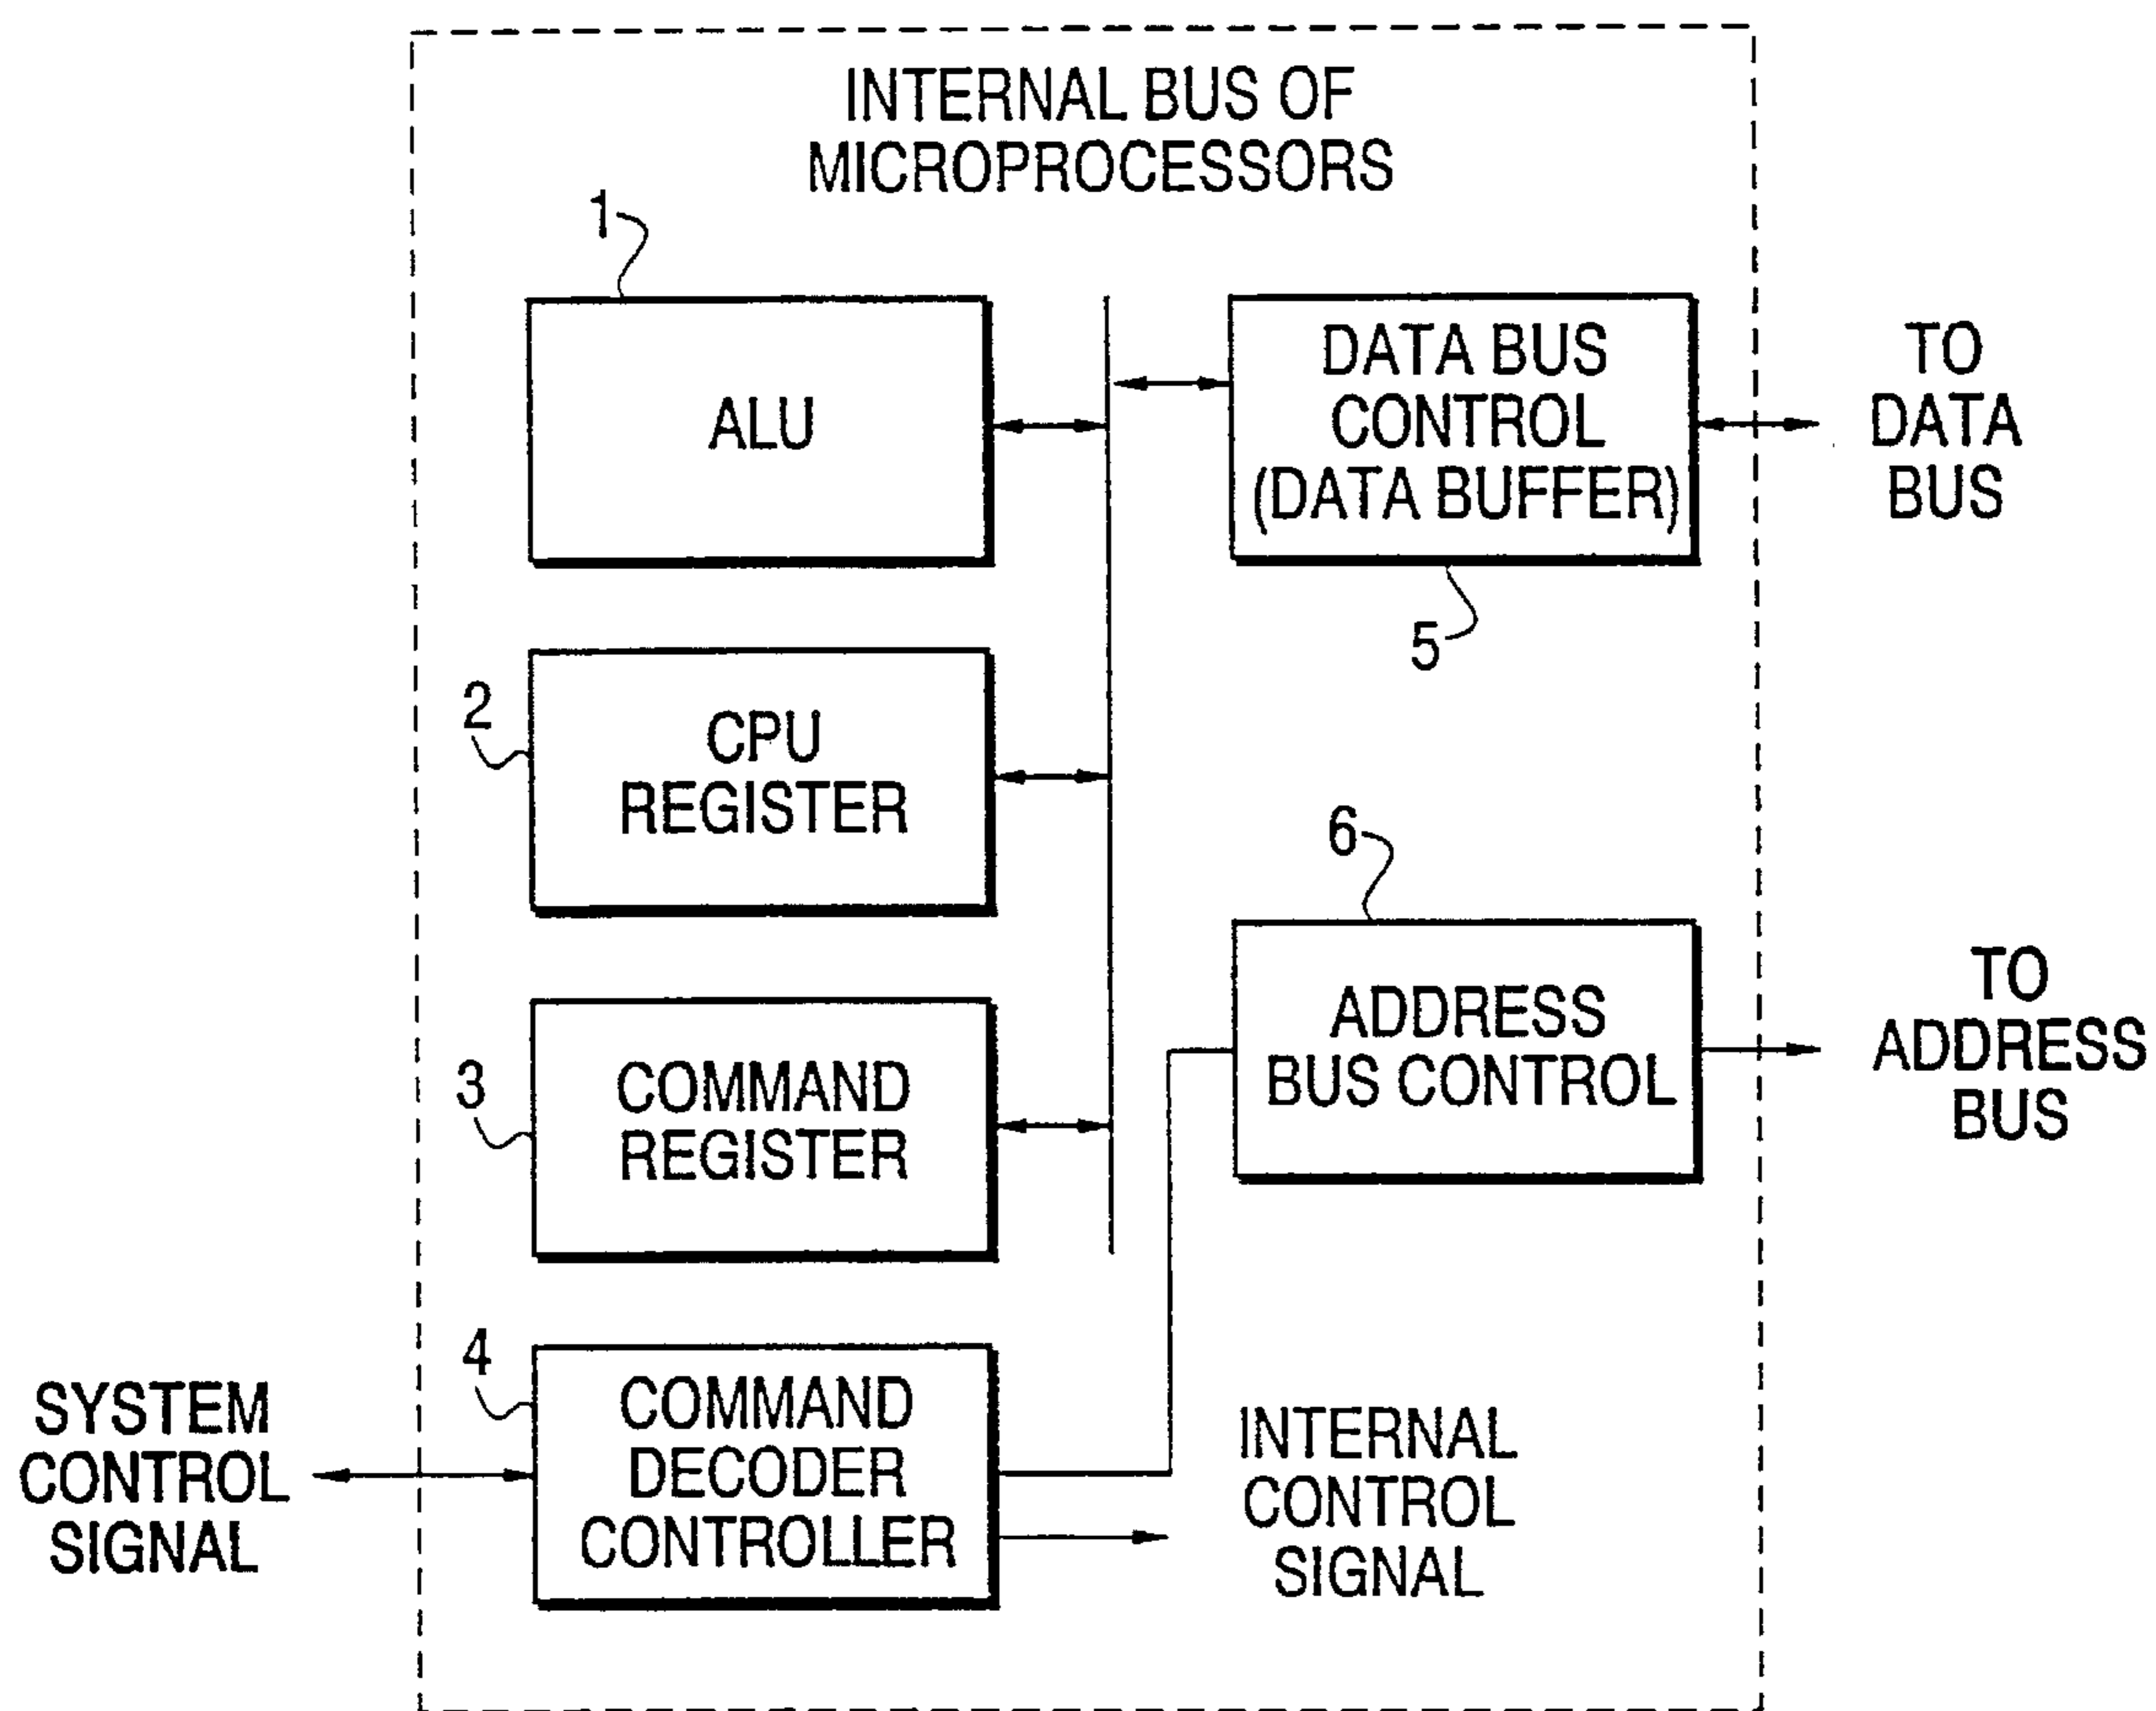 INTERNAL BUS OF
MICROPROCESSORS
1
ALU
DATA BUS
CONTROL
(DATA BUFFER)
5
TO
DATA
BUS
2
CPU
REGISTER
6
ADDRESS
BUS CONTROL
TO
ADDRESS
BUS
3
COMMAND
REGISTER
4
COMMAND
DECODER
CONTROLLER
SYSTEM
CONTROL
SIGNAL
INTERNAL
CONTROL
SIGNAL